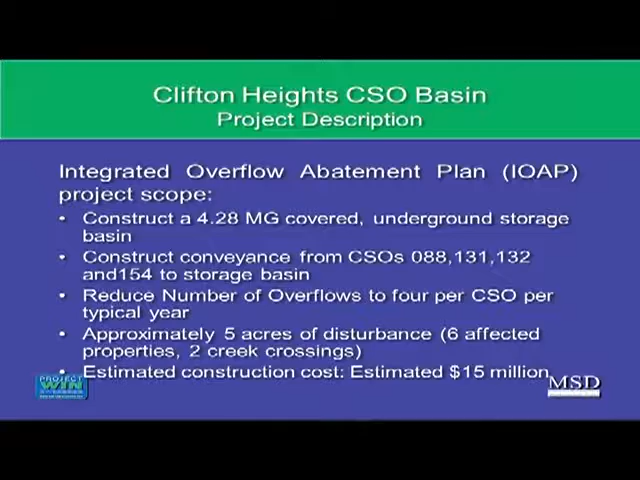 Clifton Heights CSO Basin
Project Description
Integrated Overflow Abatement Plan (IOAP)
project scope:
• Construct a 4.28 MG covered, underground storage
basin
• Construct conveyance from CSOs 088,131,132
and154 to storage basin
• Reduce Number of Overflows to four per CSO per
typical year
• Approximately 5 acres of disturbance (6 affected
properties, 2 creek crossings)
• Estimated construction cost: Estimated $15 million
PROJECT
WIN
MSD